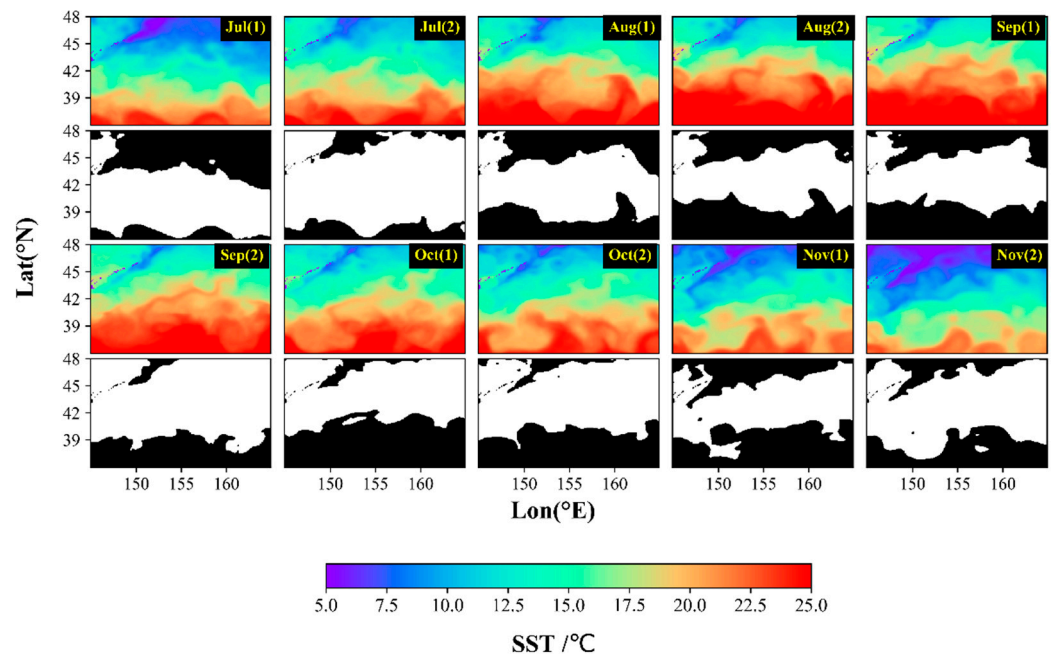 48
45
42
39
Jul(1)
Jul(2)
Aug(1)
Aug(2)
Sep(1)
48
45
42
39
Lat(°N)
48
45
42
39
Sep(2)
Oct(1)
Oct(2)
Nov(1)
Nov(2)
48
45
42
39
150 155 160
150 155 160
150 155 160
150 155 160
150 155 160
Lon(°E)
5.0 7.5 10.0 12.5 15.0 17.5 20.0 22.5 25.0
SST /℃